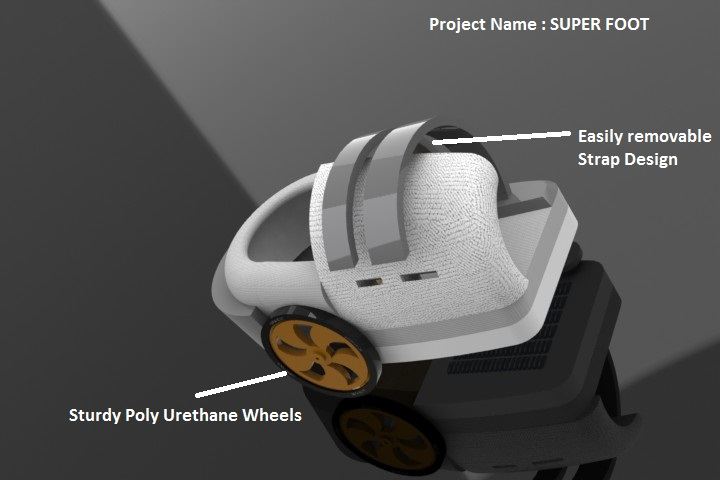 Project Name : SUPER FOOT
Easily removable
Strap Design
Sturdy Poly Urethane Wheels